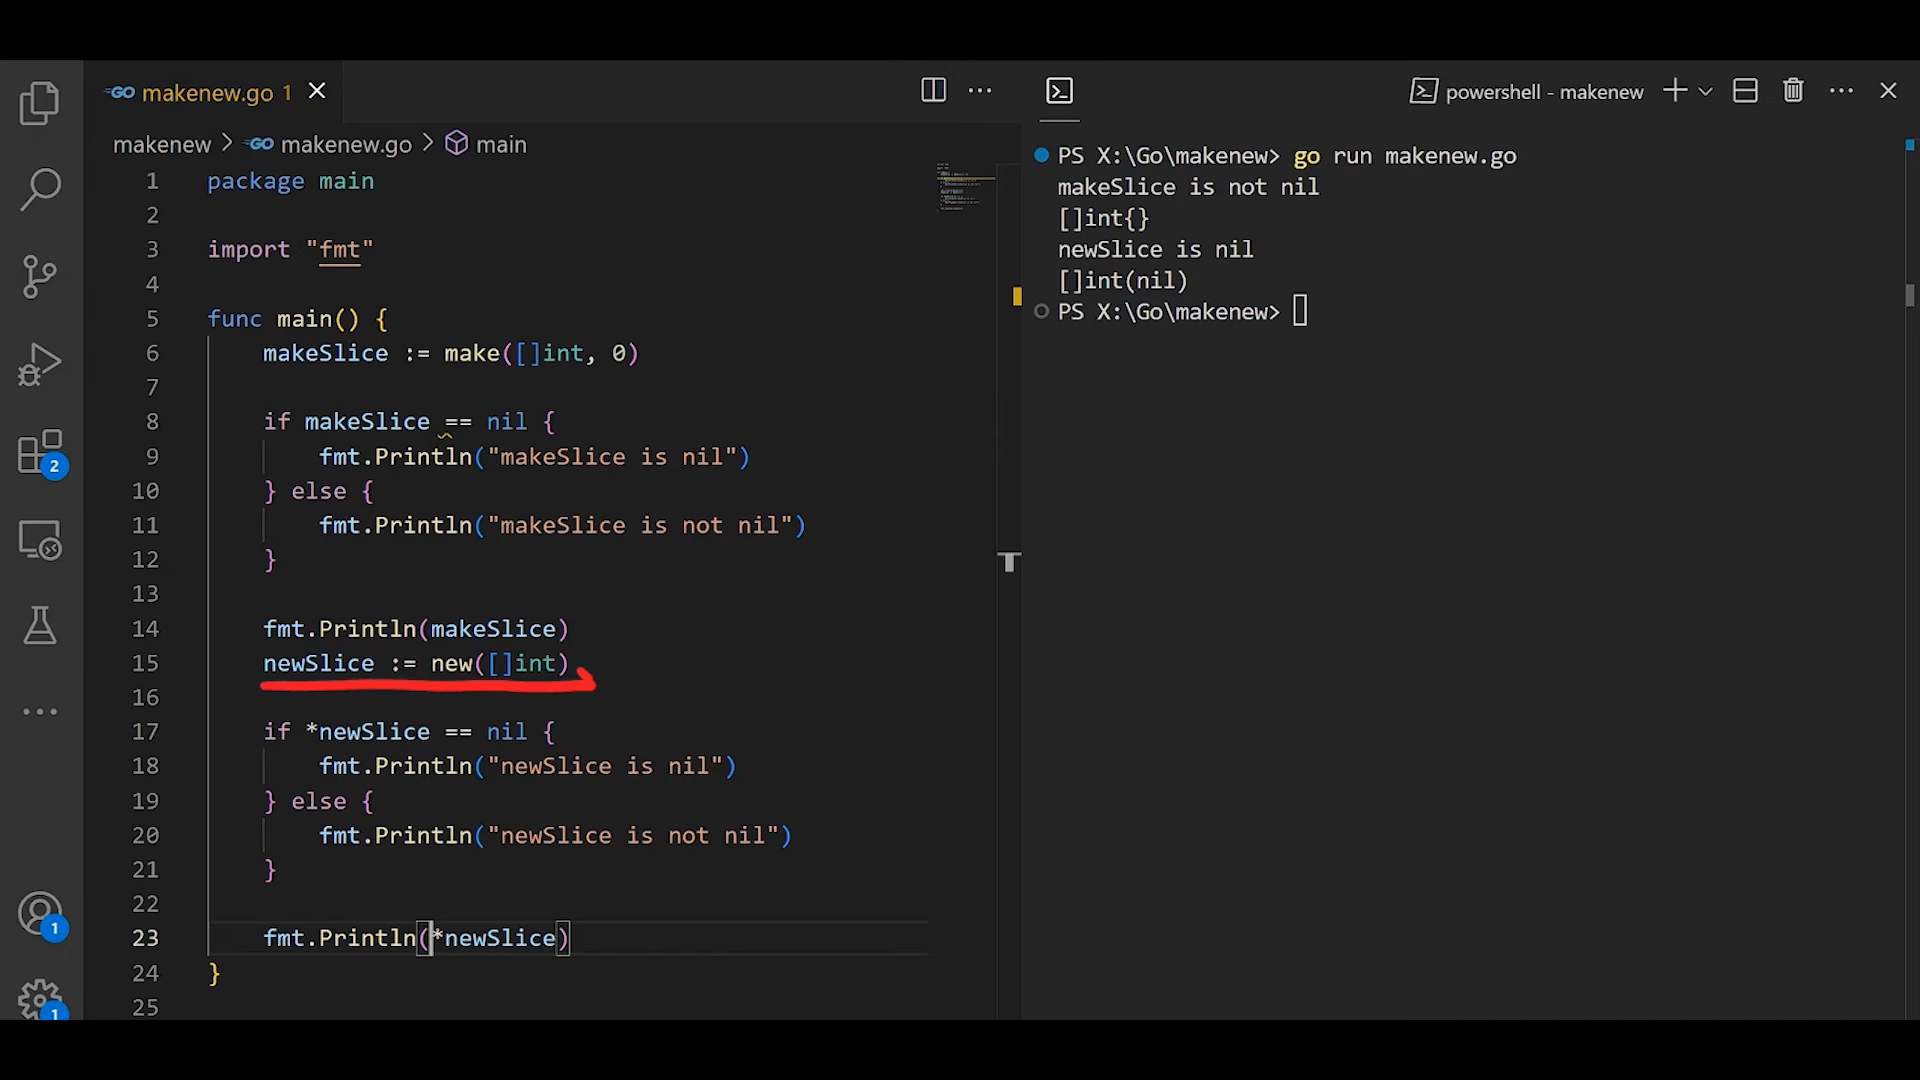 makenew.go 1
makenew > makenew.go > main
1 package main
2
3 import "fmt"
4
5 func main() {
6 makeSlice := make([]int, 0)
7
8 if makeSlice == nil {
9 fmt.Println("makeSlice is nil")
10 } else {
11 fmt.Println("makeSlice is not nil")
12 }
13
14 fmt.Println(makeSlice)
15 newSlice := new([]int)
16
17 if *newSlice == nil {
18 fmt.Println("newSlice is nil")
19 } else {
20 fmt.Println("newSlice is not nil")
21 }
22
23 fmt.Println(*newSlice)
24 }
25
2
1
1
powershell - makenew
PS X:\Go\makenew> go run makenew.go
makeSlice is not nil
[]int{}
newSlice is nil
[]int(nil)
PS X:\Go\makenew>